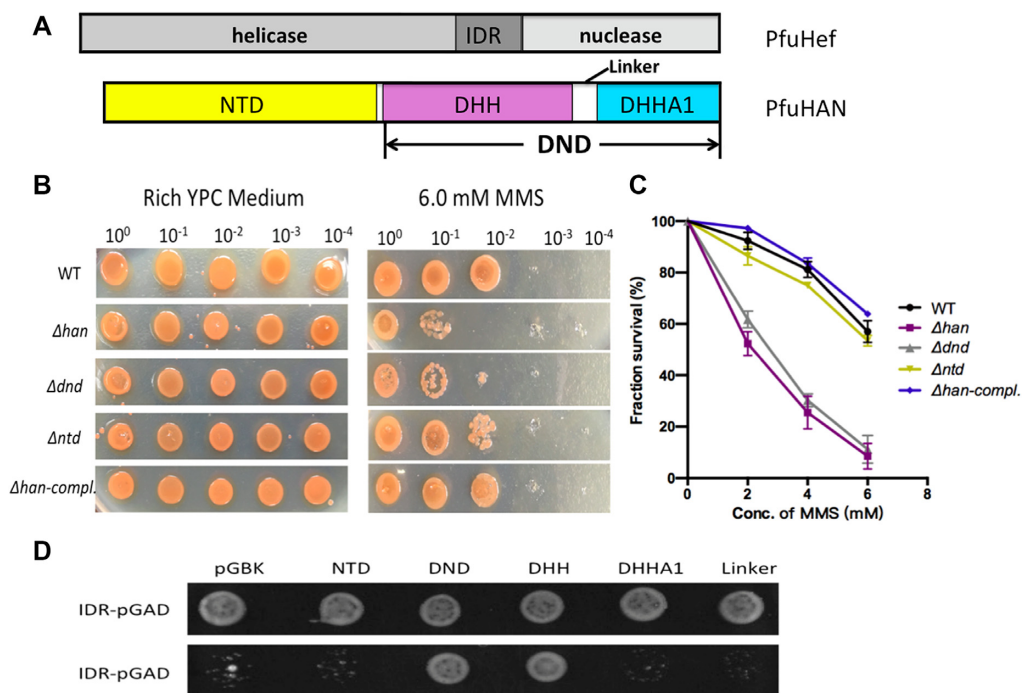 A
helicase IDR nuclease PfuHef
Linker
NTD DHH DHHA1 PfuHAN
DND
B
Rich YPC Medium 6.0 mM MMS
10⁰ 10⁻¹ 10⁻² 10⁻³ 10⁻⁴ 10⁰ 10⁻¹ 10⁻² 10⁻³ 10⁻⁴
WT
Δhan
Δdnd
Δntd
Δhan-compl.
C
Fraction survival (%)
100
80
60
40
20
0
0 2 4 6 8
Conc. of MMS (mM)
WT
Δhan
Δdnd
Δntd
Δhan-compl.
D
pGBK NTD DND DHH DHHA1 Linker
IDR-pGAD
IDR-pGAD